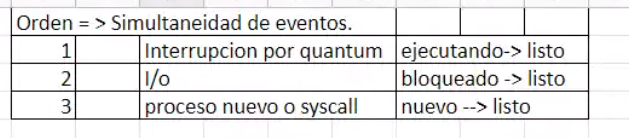 Orden = > Simultaneidad de eventos.
1 Interrupcion por quantum ejecutando-> listo
2 I/o bloqueado -> listo
3 proceso nuevo o syscall nuevo --> listo